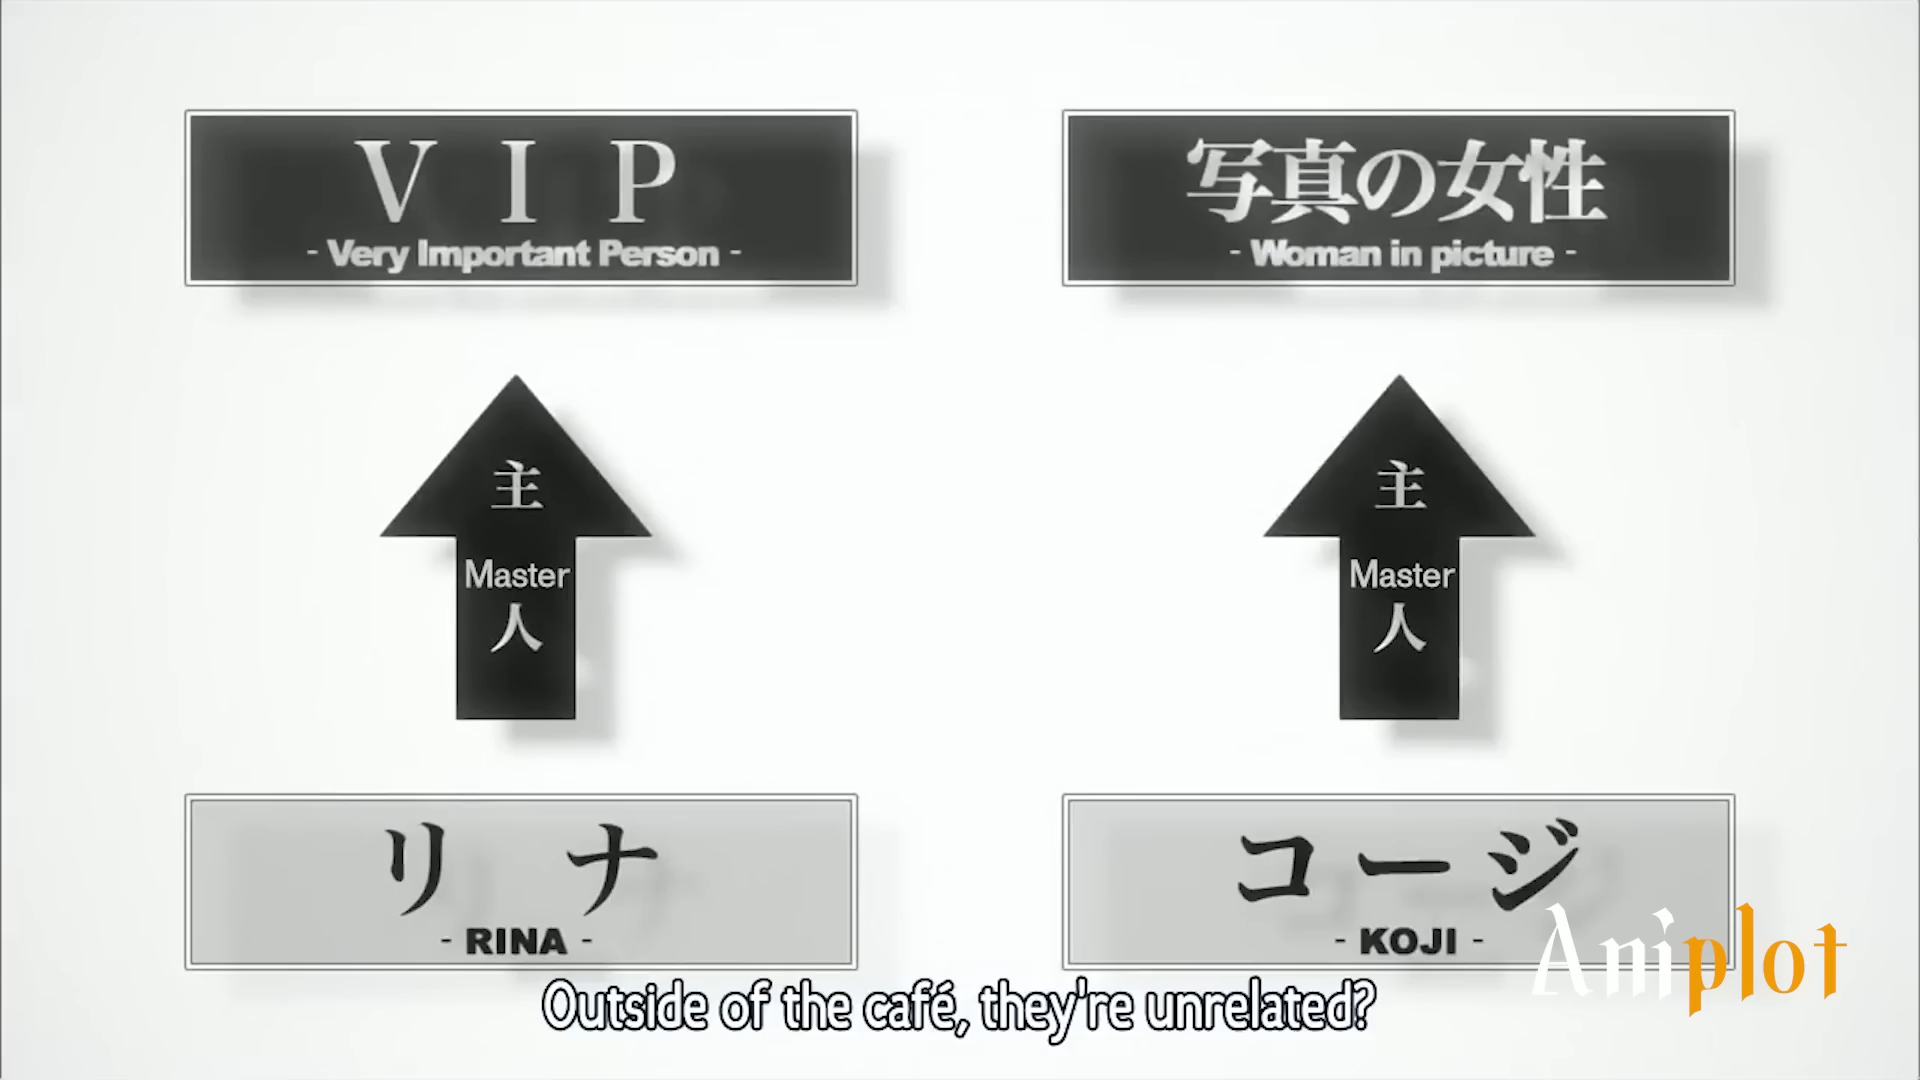 VIP
- Very Important Person -
写真の女性
- Woman in picture -
主
Master
人
主
Master
人
リナ
- RINA -
コージ
- KOJI -
Aniplot
Outside of the café, they're unrelated?